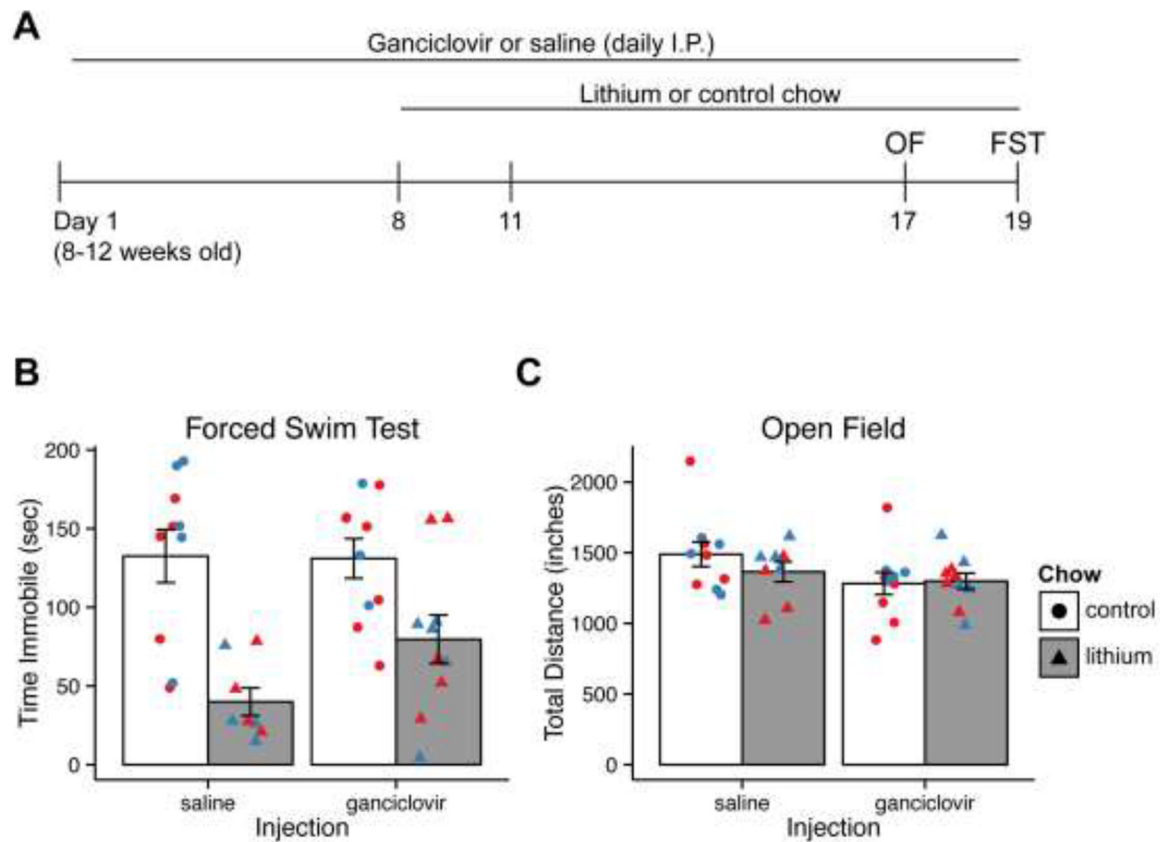 A
Ganciclovir or saline (daily I.P.)
Lithium or control chow
OF FST
Day 1 8 11 17 19
(8-12 weeks old)
B
Forced Swim Test
Time Immobile (sec)
200
150
100
50
0
saline ganciclovir
Injection
C
Open Field
Total Distance (inches)
2000
1500
1000
500
0
saline ganciclovir
Injection
Chow
control
lithium